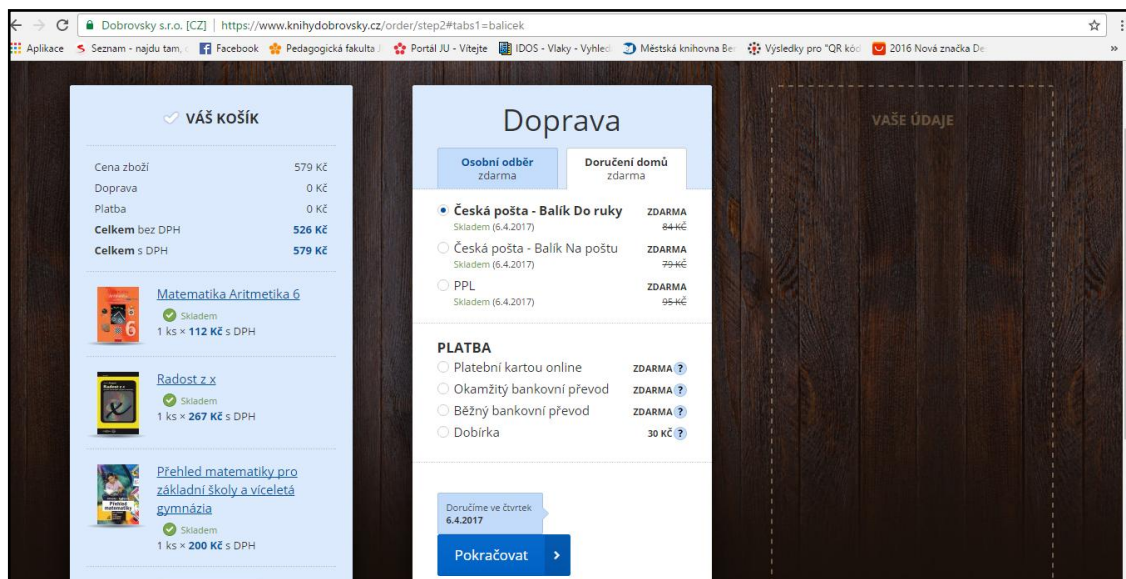 Dobrovsky s.r.o. [CZ] | https://www.knihydobrovsky.cz/order/step2#tabs1=balicek
Aplikace Seznam - najdu tam, Facebook Pedagogická fakulta J Portál JU - Vítejte IDOS - Vlaky - Vyhled Městská knihovna Be Výsledky pro "QR kód 2016 Nová značka De »
VÁŠ KOŠÍK
Cena zboží 579 Kč
Doprava 0 Kč
Platba 0 Kč
Celkem bez DPH 526 Kč
Celkem s DPH 579 Kč
Matematika Aritmetika 6
Skladem
1 ks × 112 Kč s DPH
Radost z x
Skladem
1 ks × 267 Kč s DPH
Přehled matematiky pro
základní školy a víceletá
gymnázia
Skladem
1 ks × 200 Kč s DPH
Doprava
Osobní odběr
zdarma
Doručení domů
zdarma
Česká pošta - Balík Do ruky ZDARMA
Skladem (6.4.2017) 84 KČ
Česká pošta - Balík Na poštu ZDARMA
Skladem (6.4.2017) 79 KČ
PPL ZDARMA
Skladem (6.4.2017) 95 KČ
PLATBA
Platební kartou online ZDARMA ?
Okamžitý bankovní převod ZDARMA ?
Běžný bankovní převod ZDARMA ?
Dobírka 30 KČ ?
Doručíme ve čtvrtek
6.4.2017
Pokračovat
VAŠE ÚDAJE